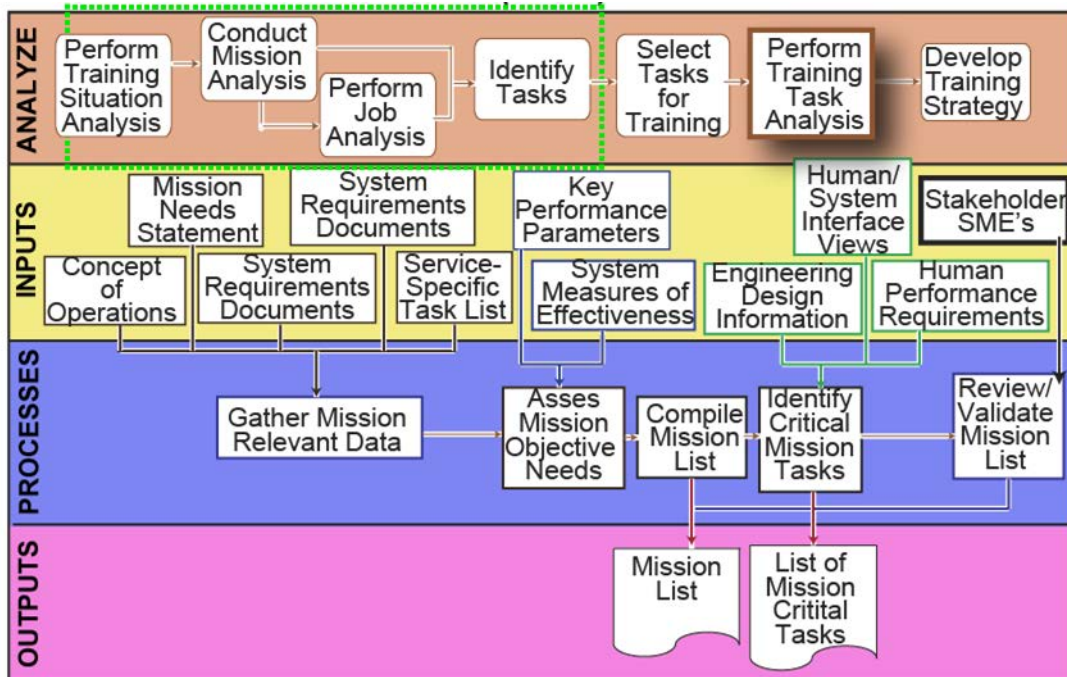 ANALYZE
Perform
Training
Situation
Analysis
Conduct
Mission
Analysis
Perform
Job
Analysis
Identify
Tasks
Select
Tasks
for
Training
Perform
Training
Task
Analysis
Develop
Training
Strategy
INPUTS
Mission
Needs
Statement
System
Requirements
Documents
Key
Performance
Parameters
Human/
System
Interface
Views
Stakeholder
SME's
Concept
of
Operations
System
Requirements
Documents
Service-
Specific
Task List
System
Measures of
Effectiveness
Engineering
Design
Information
Human
Performance
Requirements
PROCESSES
Gather Mission
Relevant Data
Asses
Mission
Objective
Needs
Compile
Mission
List
Identify
Critical
Mission
Tasks
Review/
Validate
Mission
List
OUTPUTS
Mission
List
List of
Mission
Critital
Tasks